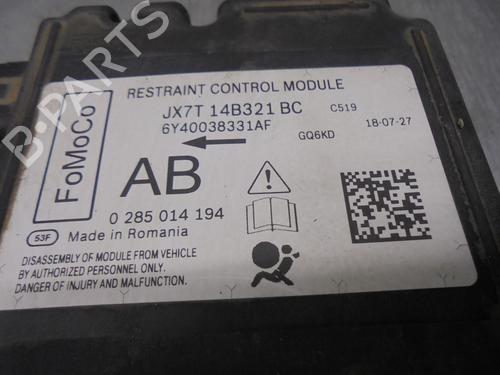 B-PARTS
RESTRAINT CONTROL MODULE
FoMoCo
JX7T 14B321 BC
C519
6Y40038331AF
GQ6KD
18-07-27
AB
0 285 014 194
53F
Made in Romania
DISASSEMBLY OF MODULE FROM VEHICLE
BY AUTHORIZED PERSONNEL ONLY.
DANGER OF INJURY AND MALFUNCTION.